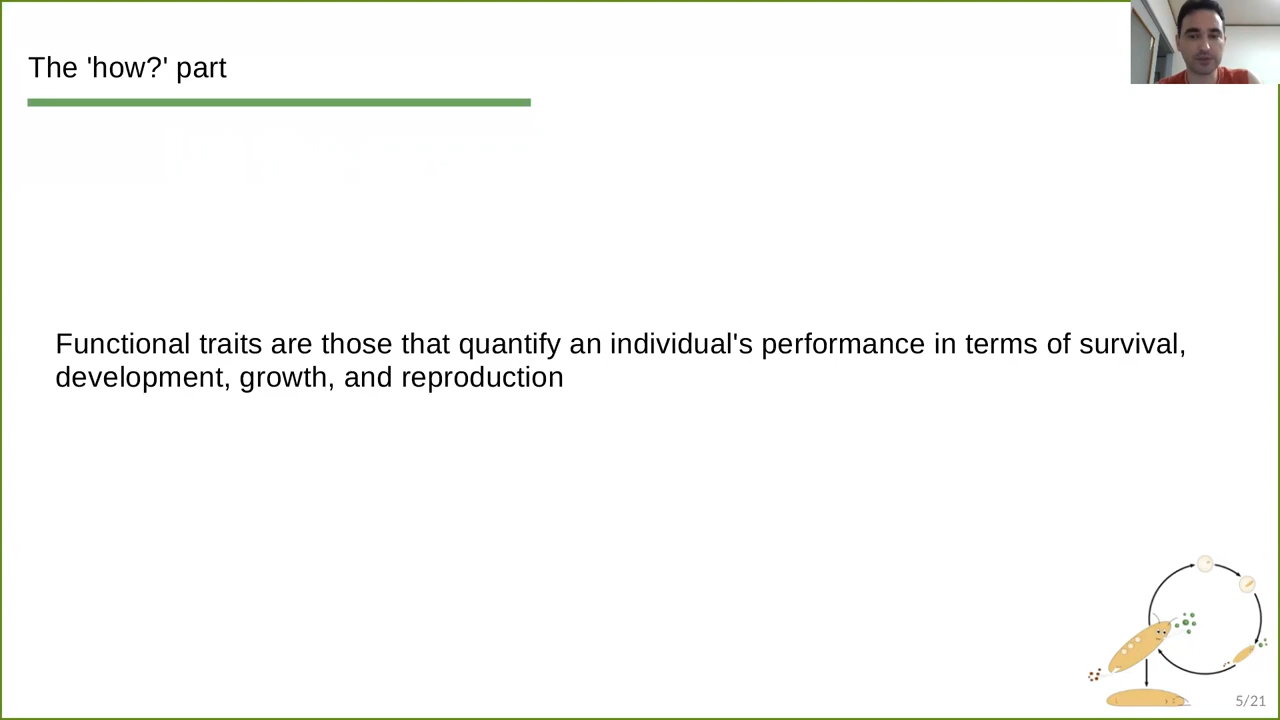 The 'how?' part
Functional traits are those that quantify an individual's performance in terms of survival,
development, growth, and reproduction
5/21